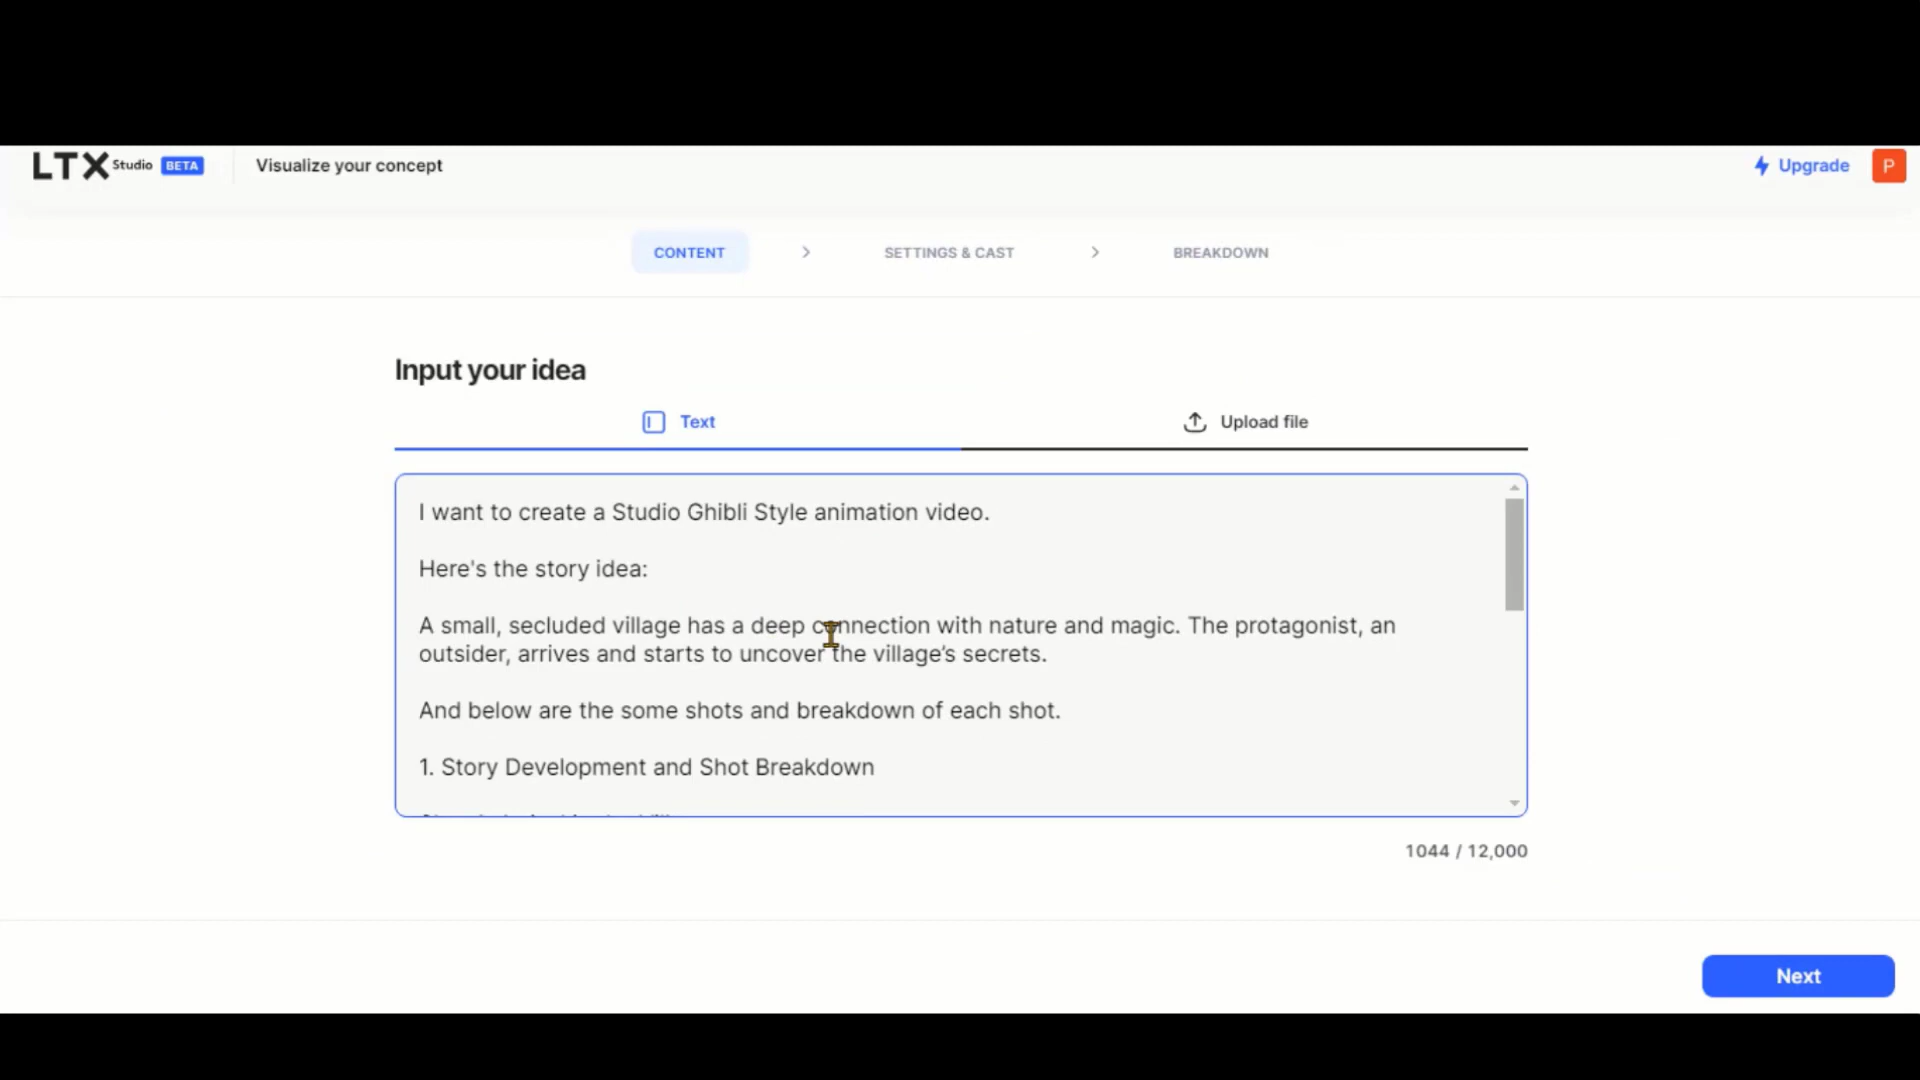 LTX Studio BETA Visualize your concept Upgrade P
CONTENT > SETTINGS & CAST > BREAKDOWN
Input your idea
Text Upload file
I want to create a Studio Ghibli Style animation video.
Here's the story idea:
A small, secluded village has a deep connection with nature and magic. The protagonist, an
outsider, arrives and starts to uncover the village’s secrets.
And below are the some shots and breakdown of each shot.
1. Story Development and Shot Breakdown
1044 / 12,000
Next